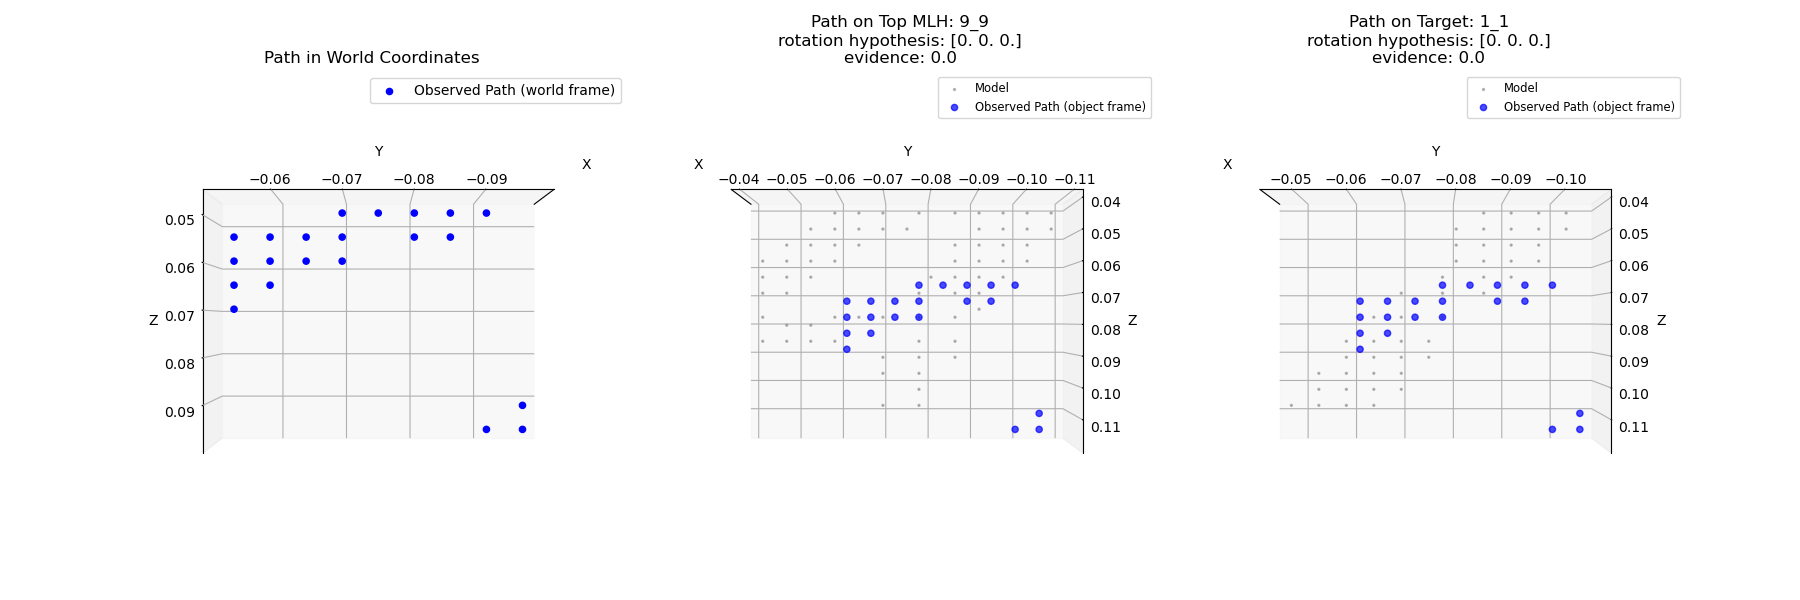 Path in World Coordinates
Observed Path (world frame)
Y
X
−0.06 −0.07 −0.08 −0.09
0.05
0.06
Z 0.07
0.08
0.09
Path on Top MLH: 9_9
rotation hypothesis: [0. 0. 0.]
evidence: 0.0
Model
Observed Path (object frame)
Y
X
−0.04 −0.05 −0.06 −0.07 −0.08 −0.09 −0.10 −0.11
0.04
0.05
0.06
0.07
0.08 Z
0.09
0.10
0.11
Path on Target: 1_1
rotation hypothesis: [0. 0. 0.]
evidence: 0.0
Model
Observed Path (object frame)
Y
X
−0.05 −0.06 −0.07 −0.08 −0.09 −0.10
0.04
0.05
0.06
0.07
0.08 Z
0.09
0.10
0.11